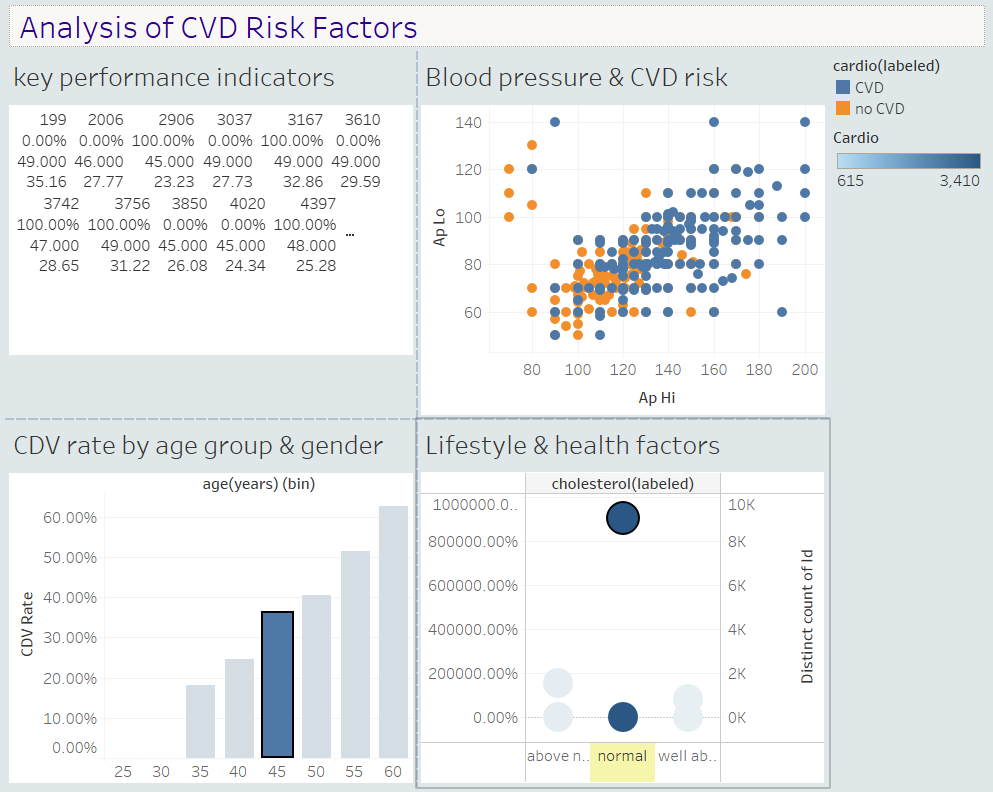 Analysis of CVD Risk Factors
key performance indicators
199 2006 2906 3037 3167 3610
0.00% 0.00% 100.00% 0.00% 100.00% 0.00%
49.000 46.000 45.000 49.000 49.000 49.000
35.16 27.77 23.23 27.73 32.86 29.59
3742 3756 3850 4020 4397
100.00% 100.00% 0.00% 0.00% 100.00% ...
47.000 49.000 45.000 45.000 48.000
28.65 31.22 26.08 24.34 25.28
Blood pressure & CVD risk
Ap Lo
140
120
100
80
60
80 100 120 140 160 180 200
Ap Hi
cardio(labeled)
CVD
no CVD
Cardio
615 3,410
CDV rate by age group & gender
age(years) (bin)
CDV Rate
60.00%
50.00%
40.00%
30.00%
20.00%
10.00%
0.00%
25 30 35 40 45 50 55 60
Lifestyle & health factors
cholesterol(labeled)
1000000.0..
800000.00%
600000.00%
400000.00%
200000.00%
0.00%
10K
8K
6K
4K
2K
0K
Distinct count of Id
above n.. normal well ab..